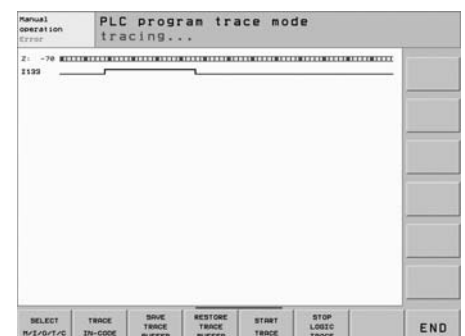 Manual
operation
Error
PLC program trace mode
tracing...
Z: -70
I133
SELECT
M/I/O/T/C
TRACE
IN-CODE
SAVE
TRACE
BUFFER
RESTORE
TRACE
BUFFER
START
TRACE
STOP
LOGIC
TRACE
END